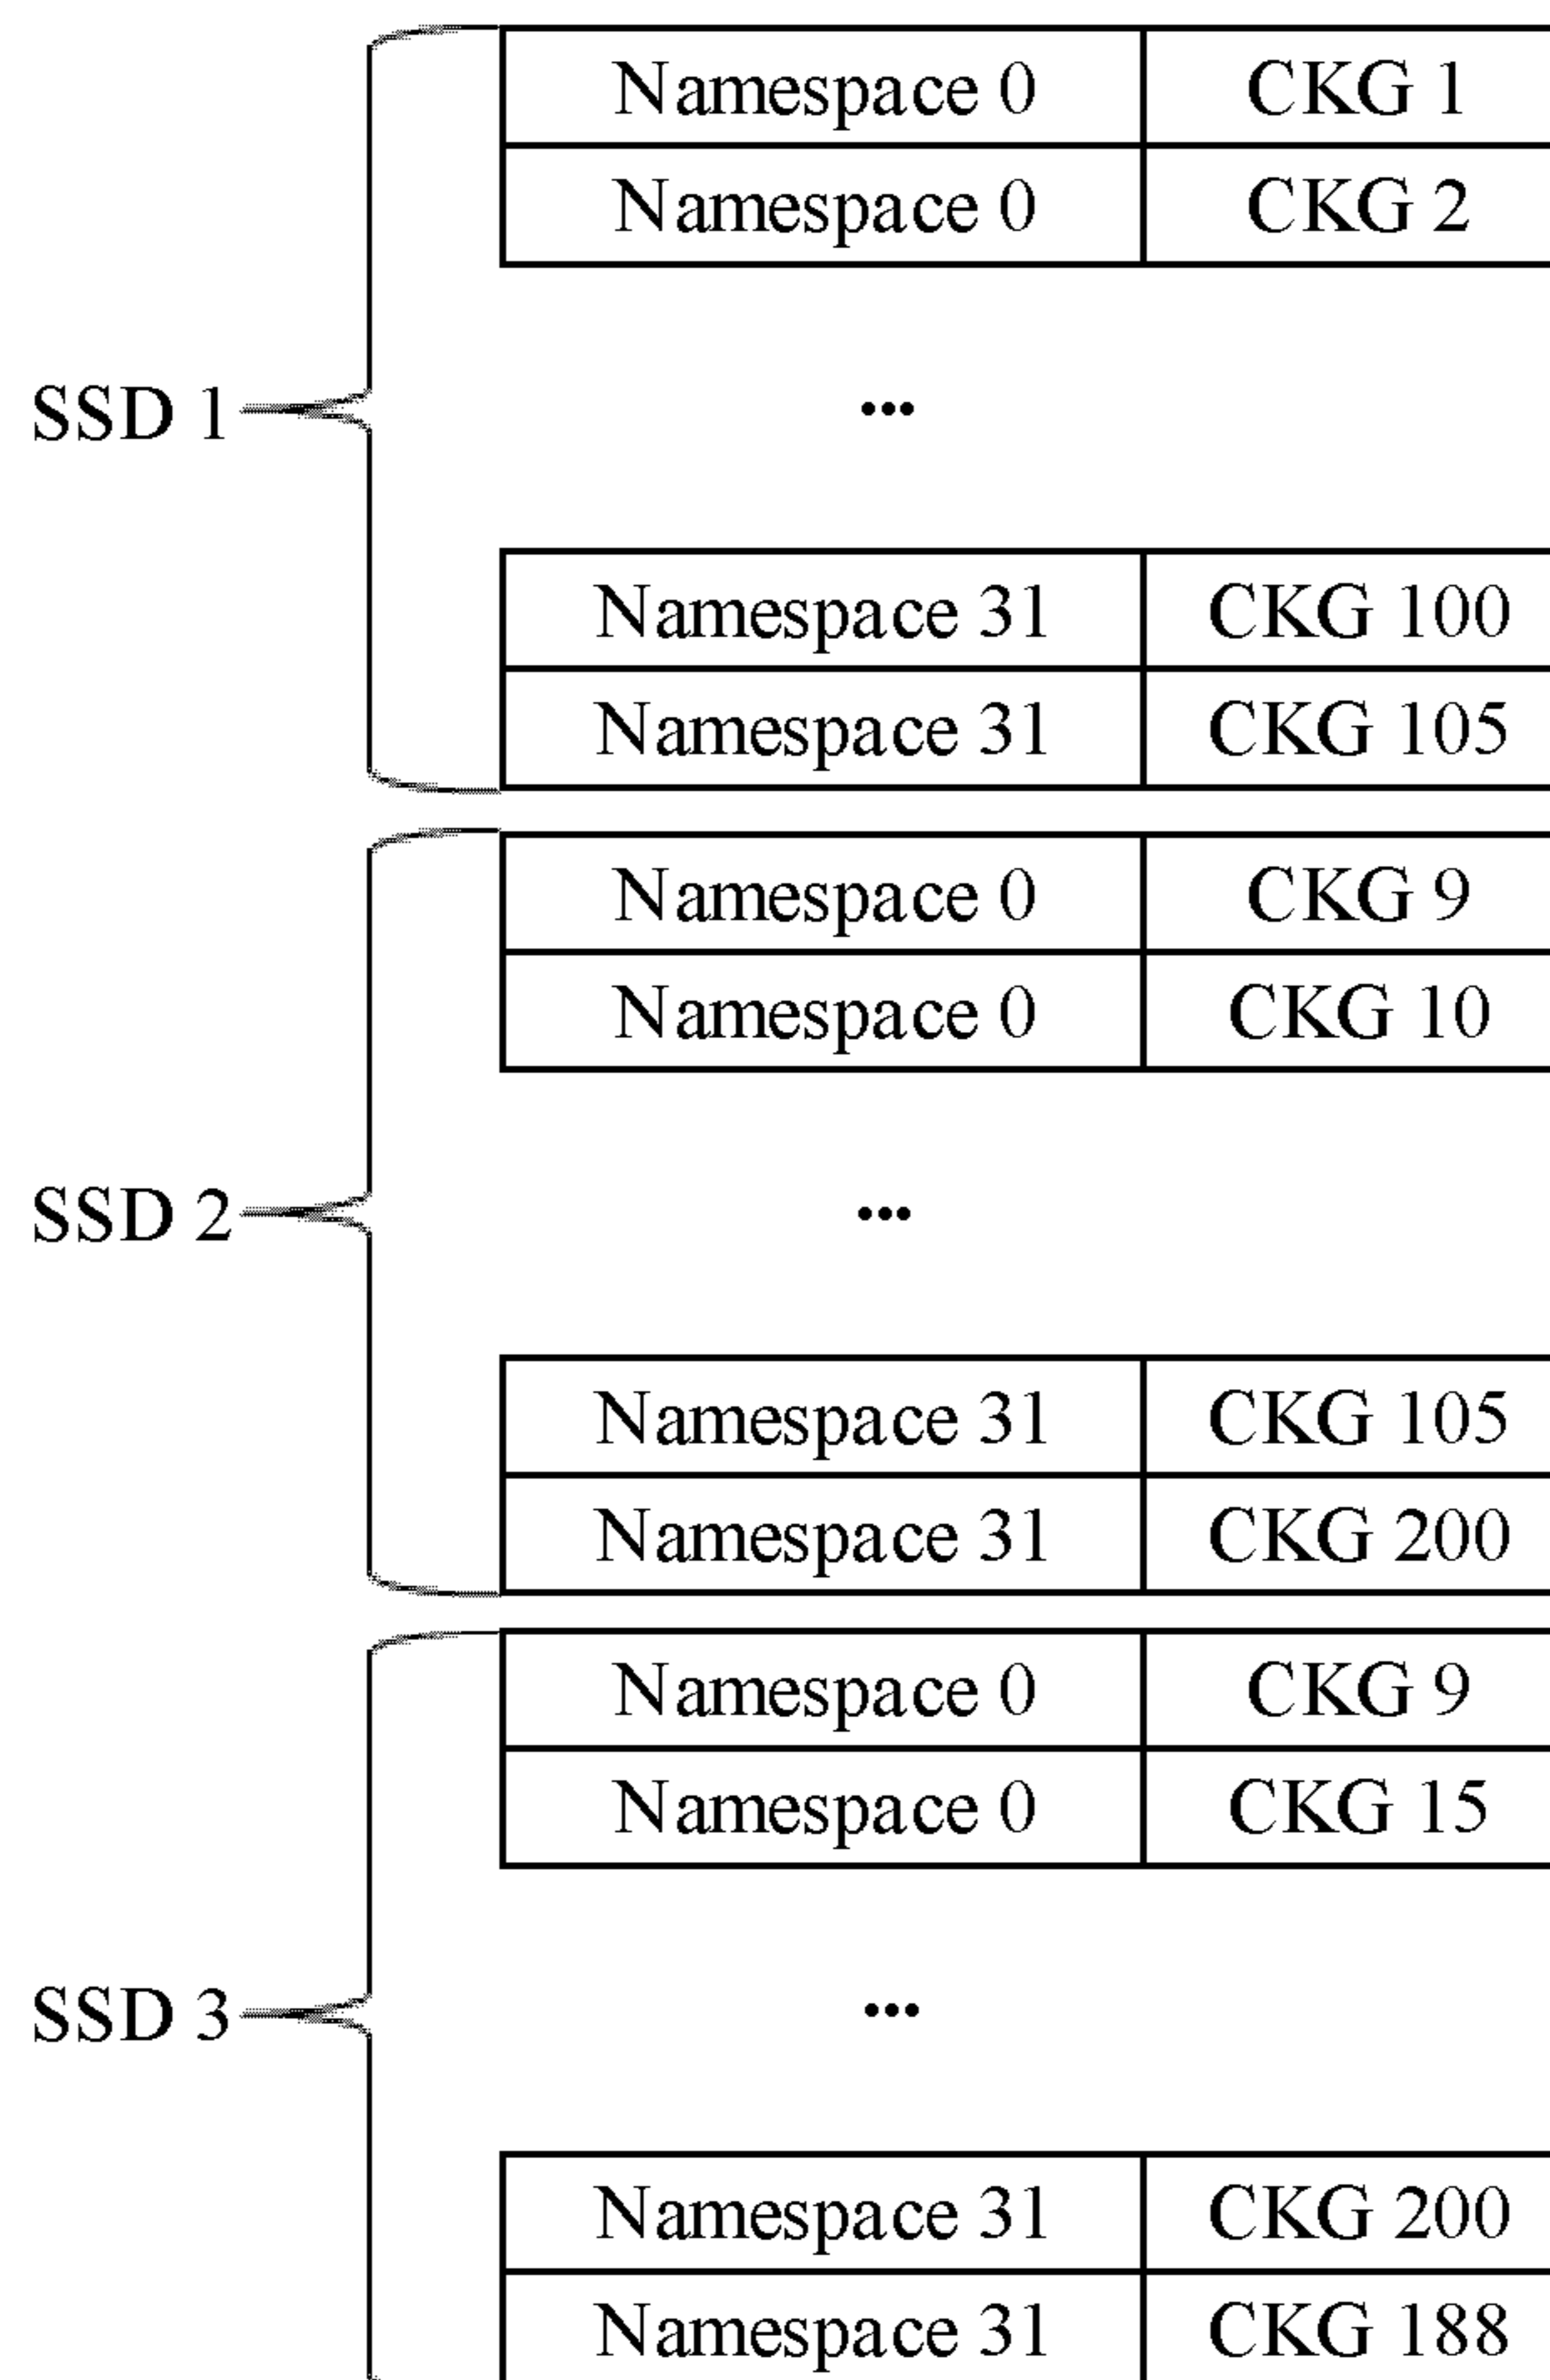 Namespace 0 CKG 1
Namespace 0 CKG 2
SSD 1 ...
Namespace 31 CKG 100
Namespace 31 CKG 105
Namespace 0 CKG 9
Namespace 0 CKG 10
SSD 2 ...
Namespace 31 CKG 105
Namespace 31 CKG 200
Namespace 0 CKG 9
Namespace 0 CKG 15
SSD 3 ...
Namespace 31 CKG 200
Namespace 31 CKG 188